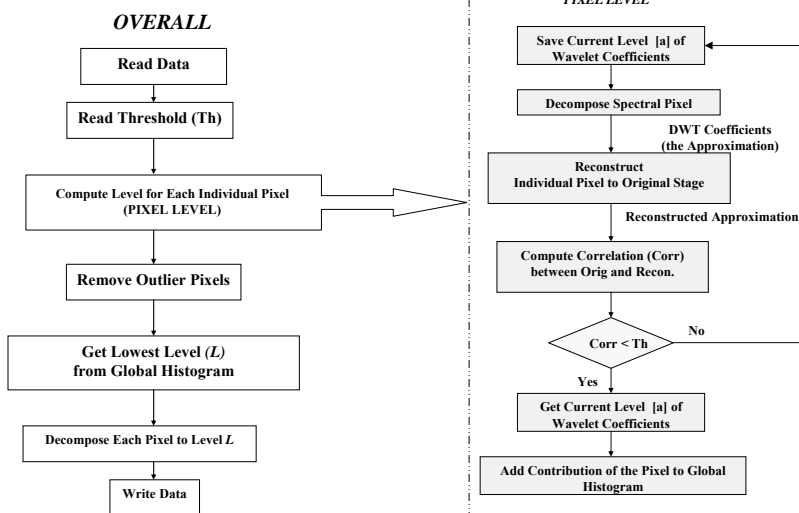 OVERALL
Read Data
Read Threshold (Th)
Compute Level for Each Individual Pixel
(PIXEL LEVEL)
Remove Outlier Pixels
Get Lowest Level (L)
from Global Histogram
Decompose Each Pixel to Level L
Write Data
PIXEL LEVEL
Save Current Level [a] of
Wavelet Coefficients
Decompose Spectral Pixel
DWT Coefficients
(the Approximation)
Reconstruct
Individual Pixel to Original Stage
Reconstructed Approximation
Compute Correlation (Corr)
between Orig and Recon.
Corr < Th
No
Yes
Get Current Level [a] of
Wavelet Coefficients
Add Contribution of the Pixel to Global
Histogram